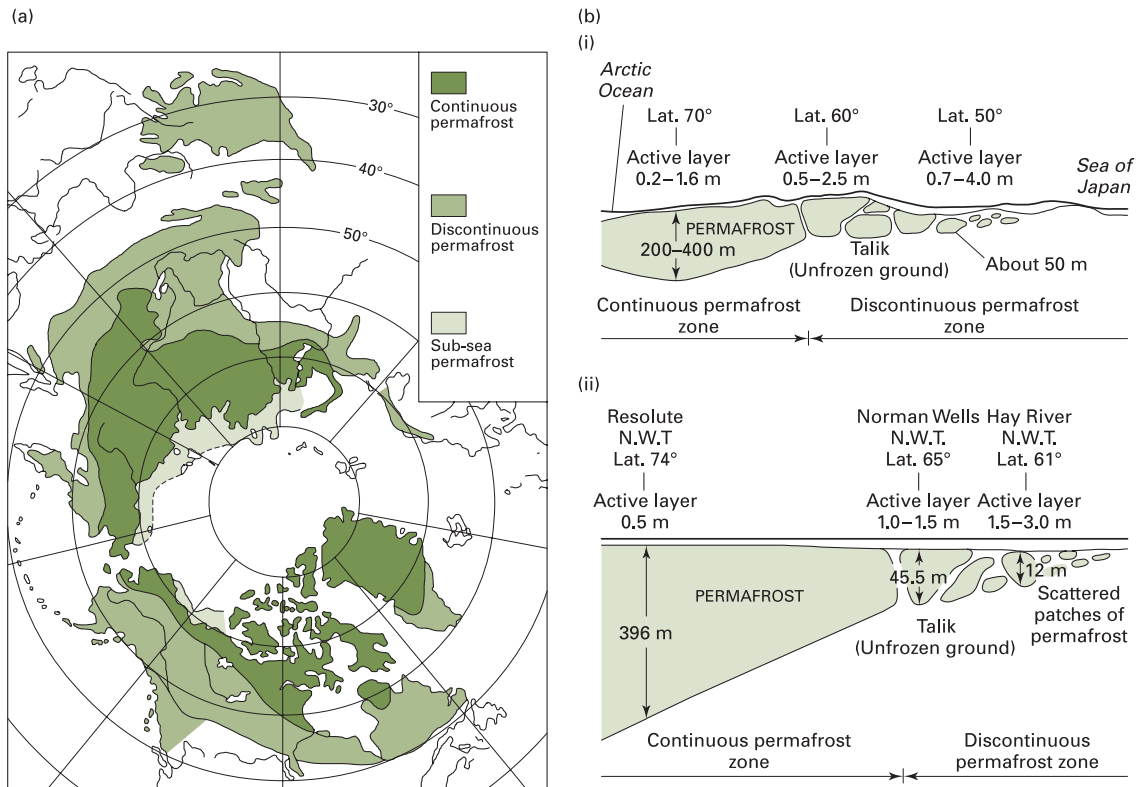 (a)
Continuous
permafrost
Discontinuous
permafrost
Sub-sea
permafrost
30°
40°
50°
(b)
(i)
Arctic
Ocean
Lat. 70°
Active layer
0.2–1.6 m
Lat. 60°
Active layer
0.5–2.5 m
Lat. 50°
Active layer
0.7–4.0 m
Sea of
Japan
PERMAFROST
200–400 m
Talik
(Unfrozen ground)
About 50 m
Continuous permafrost
zone
Discontinuous permafrost
zone
(ii)
Resolute
N.W.T
Lat. 74°
Active layer
0.5 m
Norman Wells
N.W.T.
Lat. 65°
Active layer
1.0–1.5 m
Hay River
N.W.T.
Lat. 61°
Active layer
1.5–3.0 m
PERMAFROST
396 m
45.5 m
12 m
Talik
(Unfrozen ground)
Scattered
patches of
permafrost
Continuous permafrost
zone
Discontinuous
permafrost zone